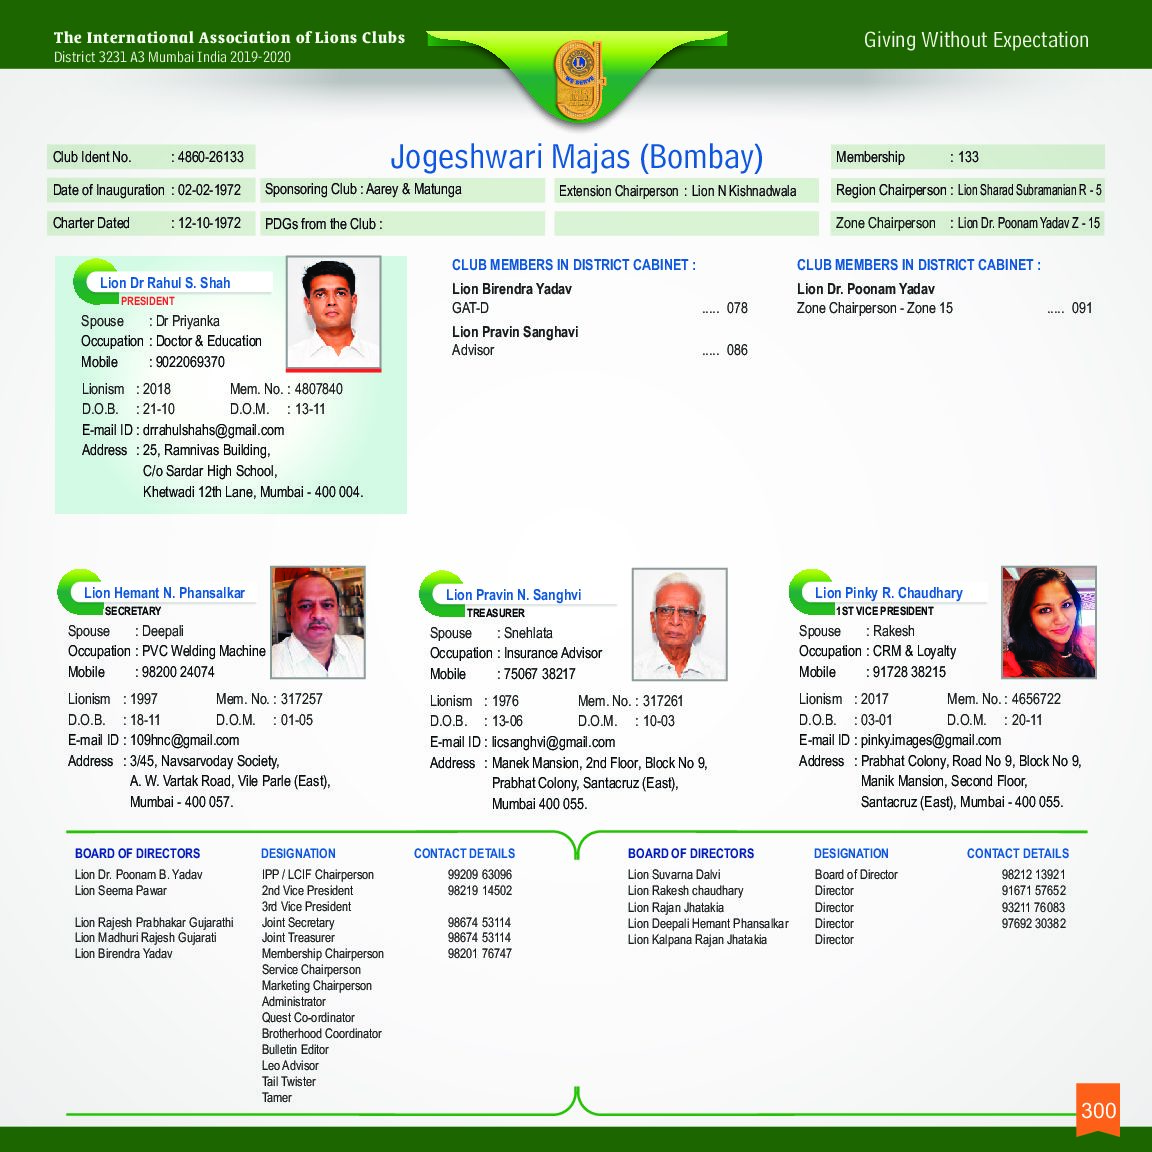 The International Association of Lions Clubs
District 3231 A3 Mumbai India 2019-2020
Giving Without Expectation
WE SERVE
Jogeshwari Majas (Bombay)
Club Ident No. : 4860-26133
Membership : 133
Date of Inauguration : 02-02-1972
Sponsoring Club : Aarey & Matunga
Extension Chairperson : Lion N Kishnadwala
Region Chairperson : Lion Sharad Subramanian R - 5
Charter Dated : 12-10-1972
PDGs from the Club :
Zone Chairperson : Lion Dr. Poonam Yadav Z - 15
Lion Dr Rahul S. Shah
PRESIDENT
Spouse : Dr Priyanka
Occupation : Doctor & Education
Mobile : 9022069370
Lionism : 2018 Mem. No. : 4807840
D.O.B. : 21-10 D.O.M. : 13-11
E-mail ID : drrahulshahs@gmail.com
Address : 25, Ramnivas Building,
C/o Sardar High School,
Khetwadi 12th Lane, Mumbai - 400 004.
CLUB MEMBERS IN DISTRICT CABINET :
Lion Birendra Yadav
GAT-D ..... 078
Lion Pravin Sanghavi
Advisor ..... 086
CLUB MEMBERS IN DISTRICT CABINET :
Lion Dr. Poonam Yadav
Zone Chairperson - Zone 15 ..... 091
Lion Hemant N. Phansalkar
SECRETARY
Spouse : Deepali
Occupation : PVC Welding Machine
Mobile : 98200 24074
Lionism : 1997 Mem. No. : 317257
D.O.B. : 18-11 D.O.M. : 01-05
E-mail ID : 109hnc@gmail.com
Address : 3/45, Navsarvoday Society,
A. W. Vartak Road, Vile Parle (East),
Mumbai - 400 057.
Lion Pravin N. Sanghvi
TREASURER
Spouse : Snehlata
Occupation : Insurance Advisor
Mobile : 75067 38217
Lionism : 1976 Mem. No. : 317261
D.O.B. : 13-06 D.O.M. : 10-03
E-mail ID : licsanghvi@gmail.com
Address : Manek Mansion, 2nd Floor, Block No 9,
Prabhat Colony, Santacruz (East),
Mumbai 400 055.
Lion Pinky R. Chaudhary
1ST VICE PRESIDENT
Spouse : Rakesh
Occupation : CRM & Loyalty
Mobile : 91728 38215
Lionism : 2017 Mem. No. : 4656722
D.O.B. : 03-01 D.O.M. : 20-11
E-mail ID : pinky.images@gmail.com
Address : Prabhat Colony, Road No 9, Block No 9,
Manik Mansion, Second Floor,
Santacruz (East), Mumbai - 400 055.
BOARD OF DIRECTORS DESIGNATION CONTACT DETAILS
Lion Dr. Poonam B. Yadav IPP / LCIF Chairperson 99209 63096
Lion Seema Pawar 2nd Vice President 98219 14502
3rd Vice President
Lion Rajesh Prabhakar Gujarathi Joint Secretary 98674 53114
Lion Madhuri Rajesh Gujarati Joint Treasurer 98674 53114
Lion Birendra Yadav Membership Chairperson 98201 76747
Service Chairperson
Marketing Chairperson
Administrator
Quest Co-ordinator
Brotherhood Coordinator
Bulletin Editor
Leo Advisor
Tail Twister
Tamer
BOARD OF DIRECTORS DESIGNATION CONTACT DETAILS
Lion Suvarna Dalvi Board of Director 98212 13921
Lion Rakesh chaudhary Director 91671 57652
Lion Rajan Jhatakia Director 93211 76083
Lion Deepali Hemant Phansalkar Director 97692 30382
Lion Kalpana Rajan Jhatakia Director
300